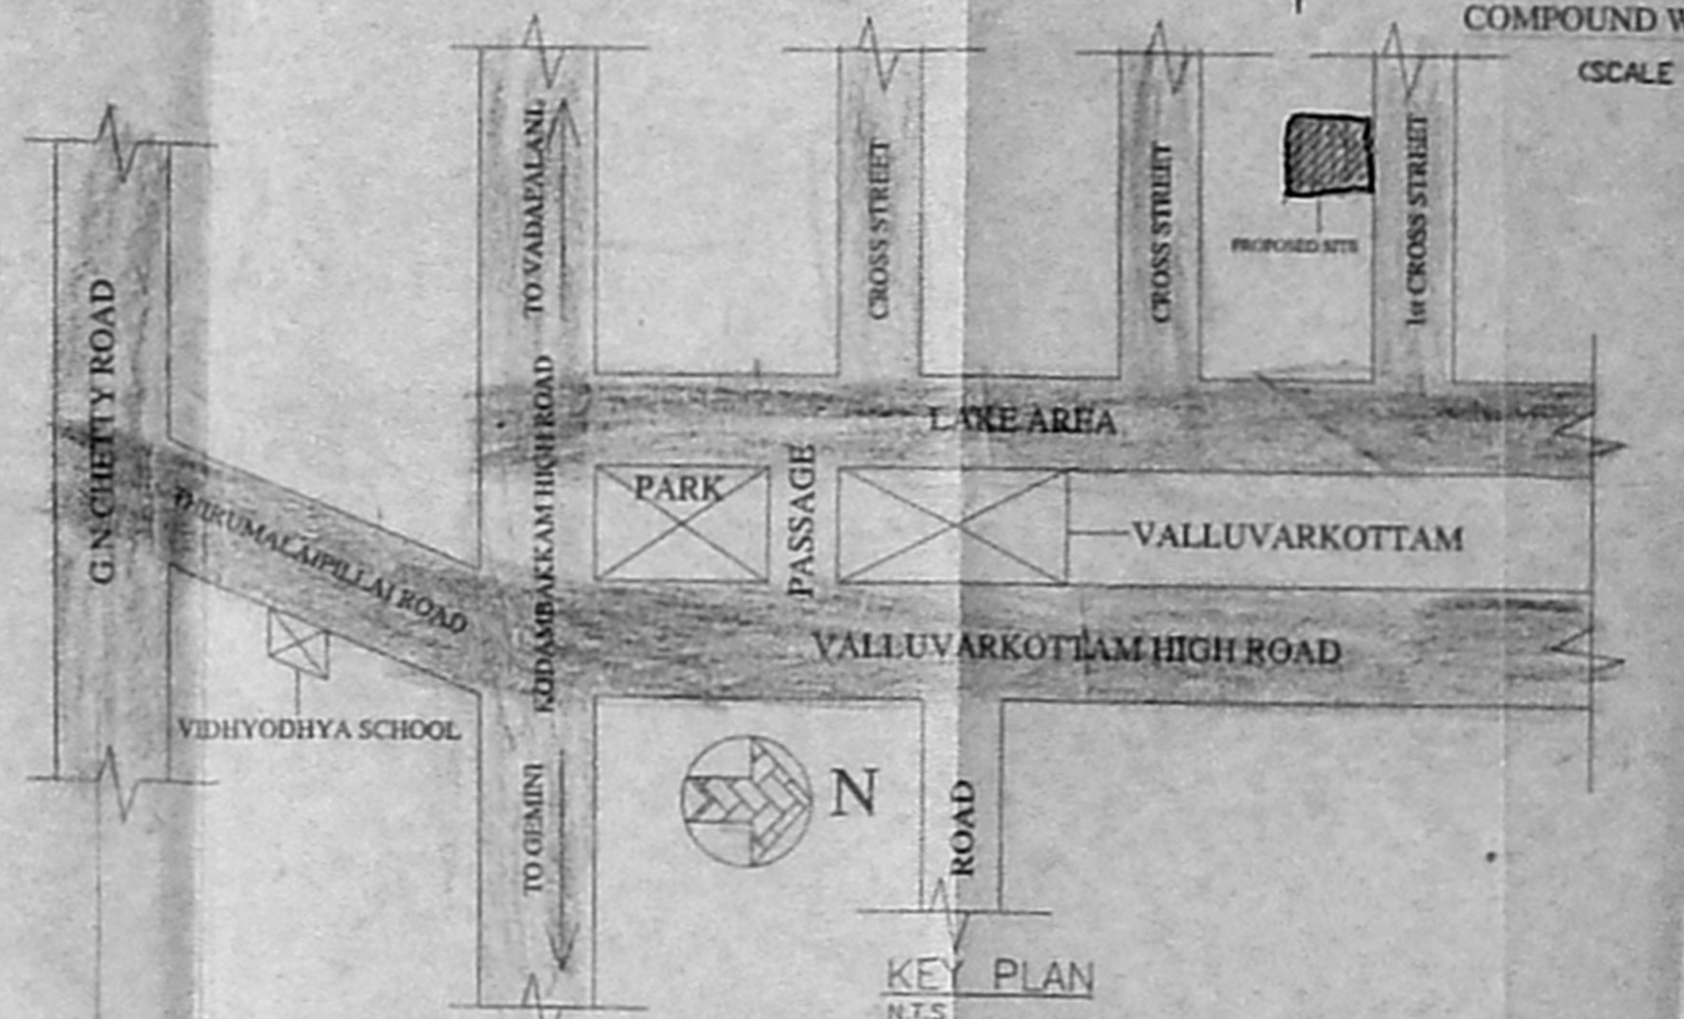 COMPOUND W
(SCALE
TO VADAPALANI
CROSS STREET
CROSS STREET
1st CROSS STREET
PROPOSED SITE
G.N CHETTY ROAD
KODAMBAKKAM HIGH ROAD
LAKE AREA
PARK
PASSAGE
VALLUVARKOTTAM
THIRUMALAIPILLAI ROAD
VALLUVARKOTTAM HIGH ROAD
VIDHYODHYA SCHOOL
TO GEMINI
N
ROAD
KEY PLAN
N.T.S